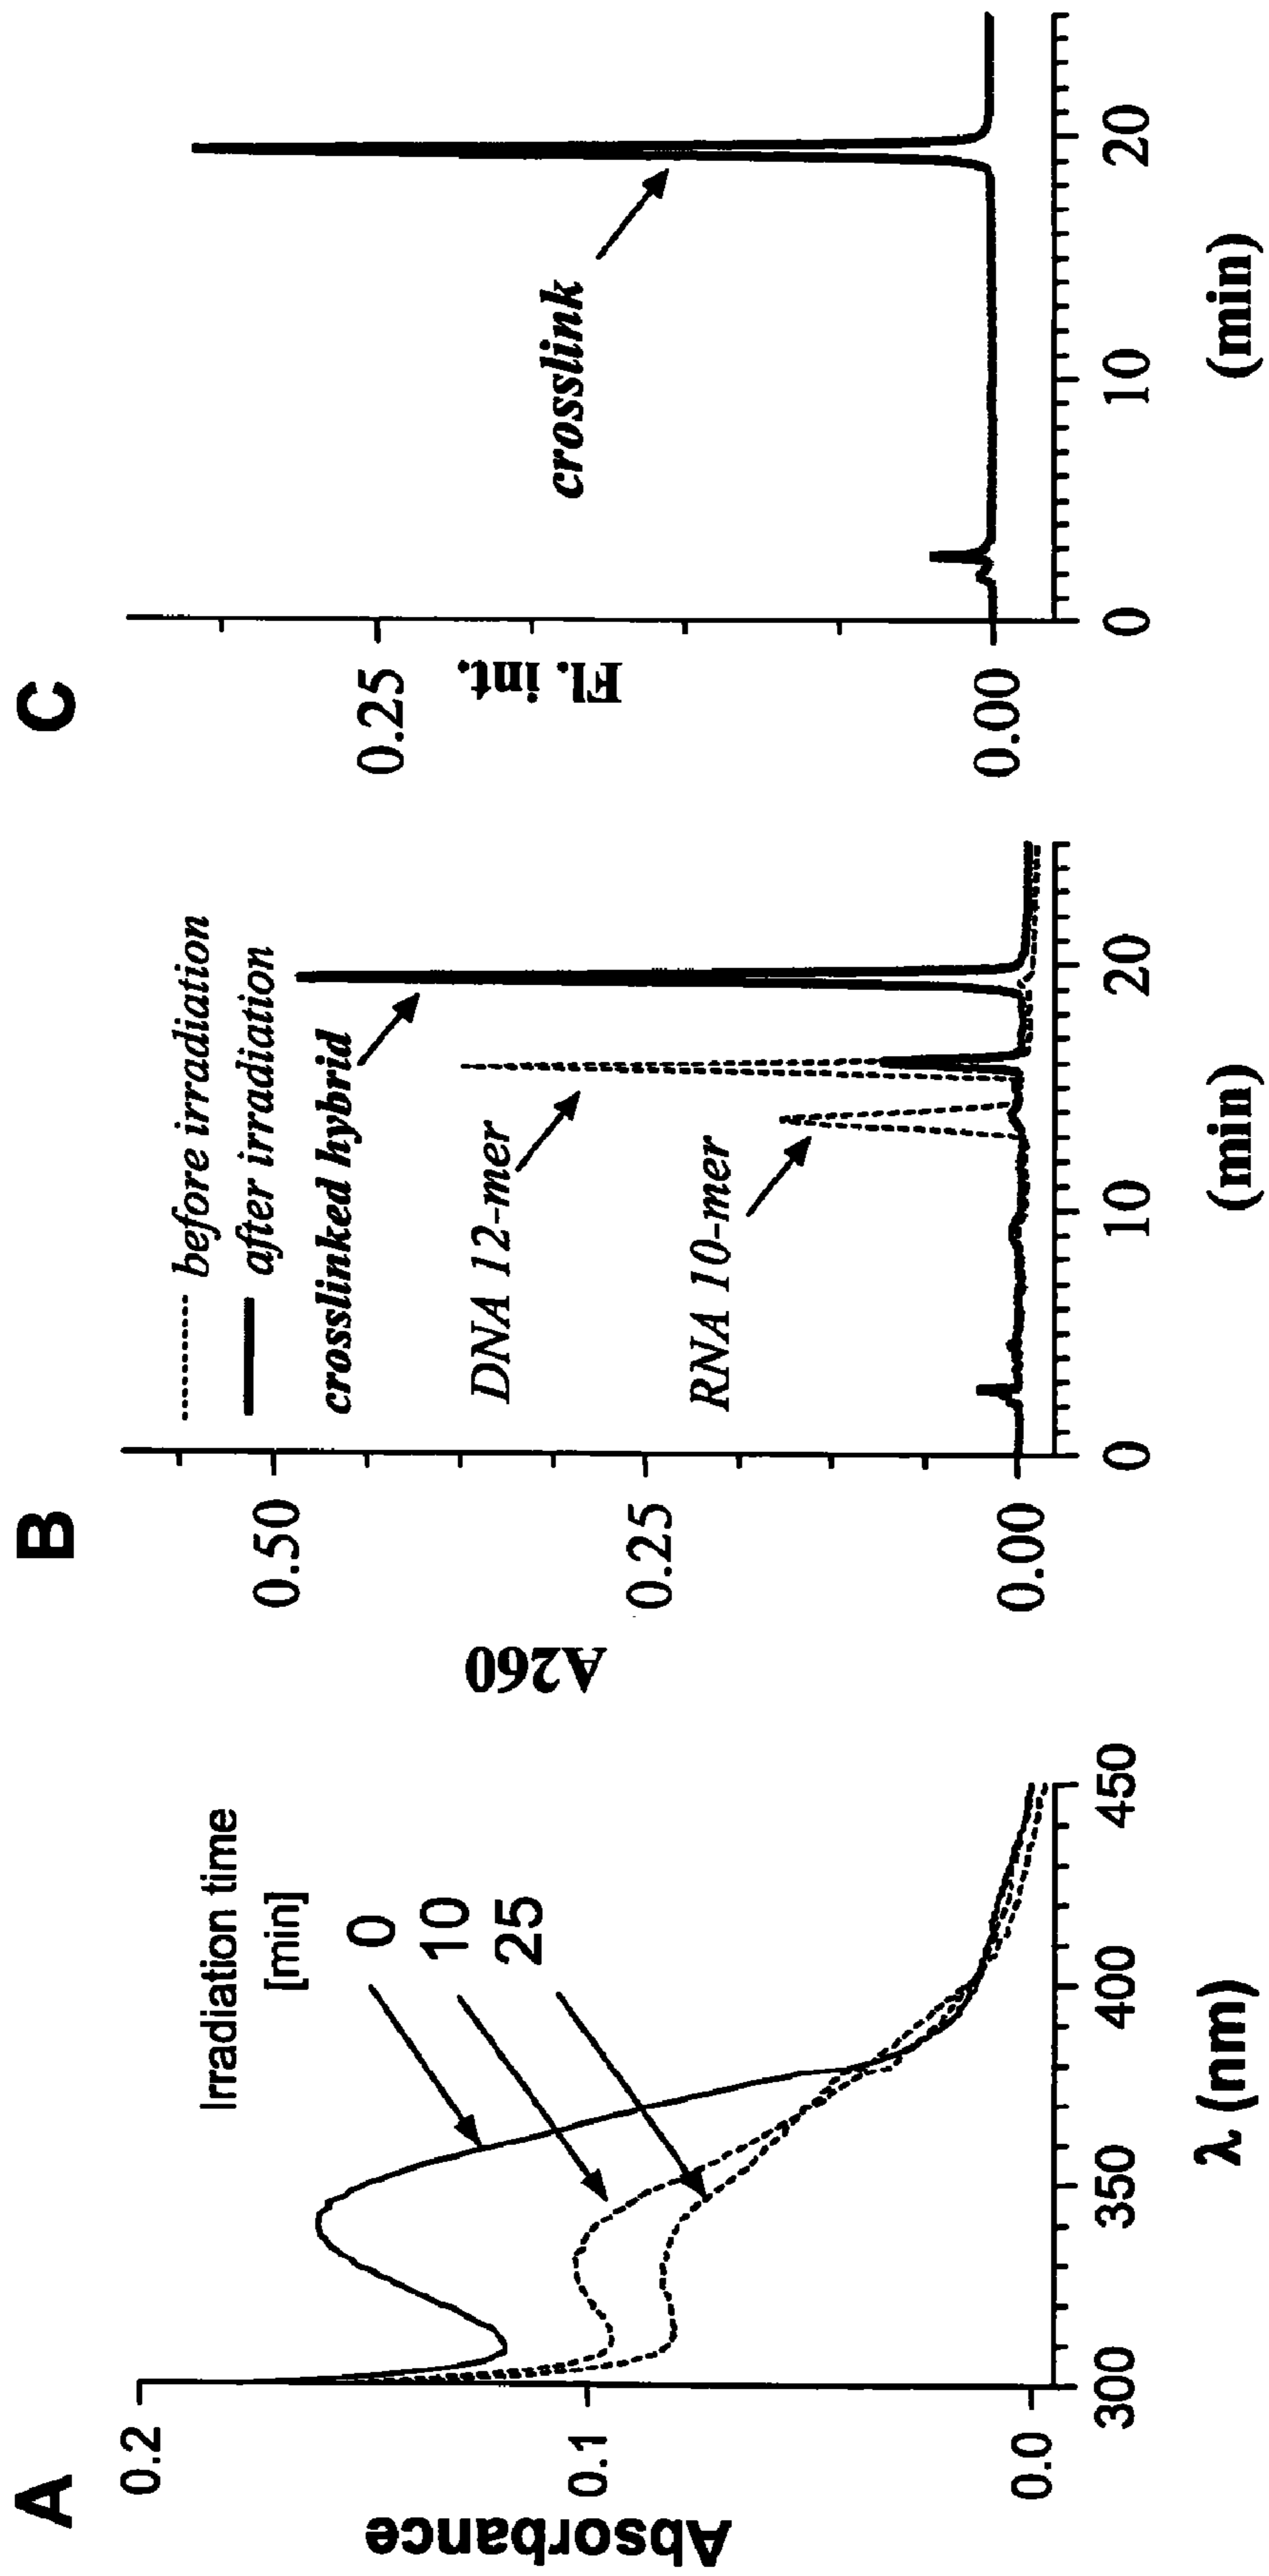 A
0.2
0.1
0.0
Absorbance
Irradiation time
[min]
0
10
25
300
350
400
450
λ (nm)
B
0.50
0.25
0.00
A260
before irradiation
after irradiation
crosslinked hybrid
DNA 12-mer
RNA 10-mer
0
10
20
(min)
C
0.25
0.00
Fl. int.
crosslink
0
10
20
(min)